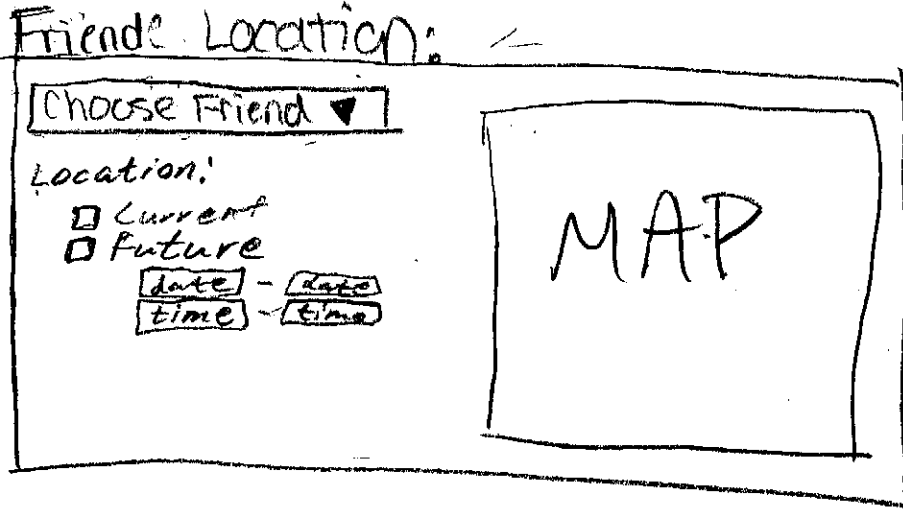 Friends Location:
Choose Friend ▼
Location:
Current
Future
date - date
time - time
MAP